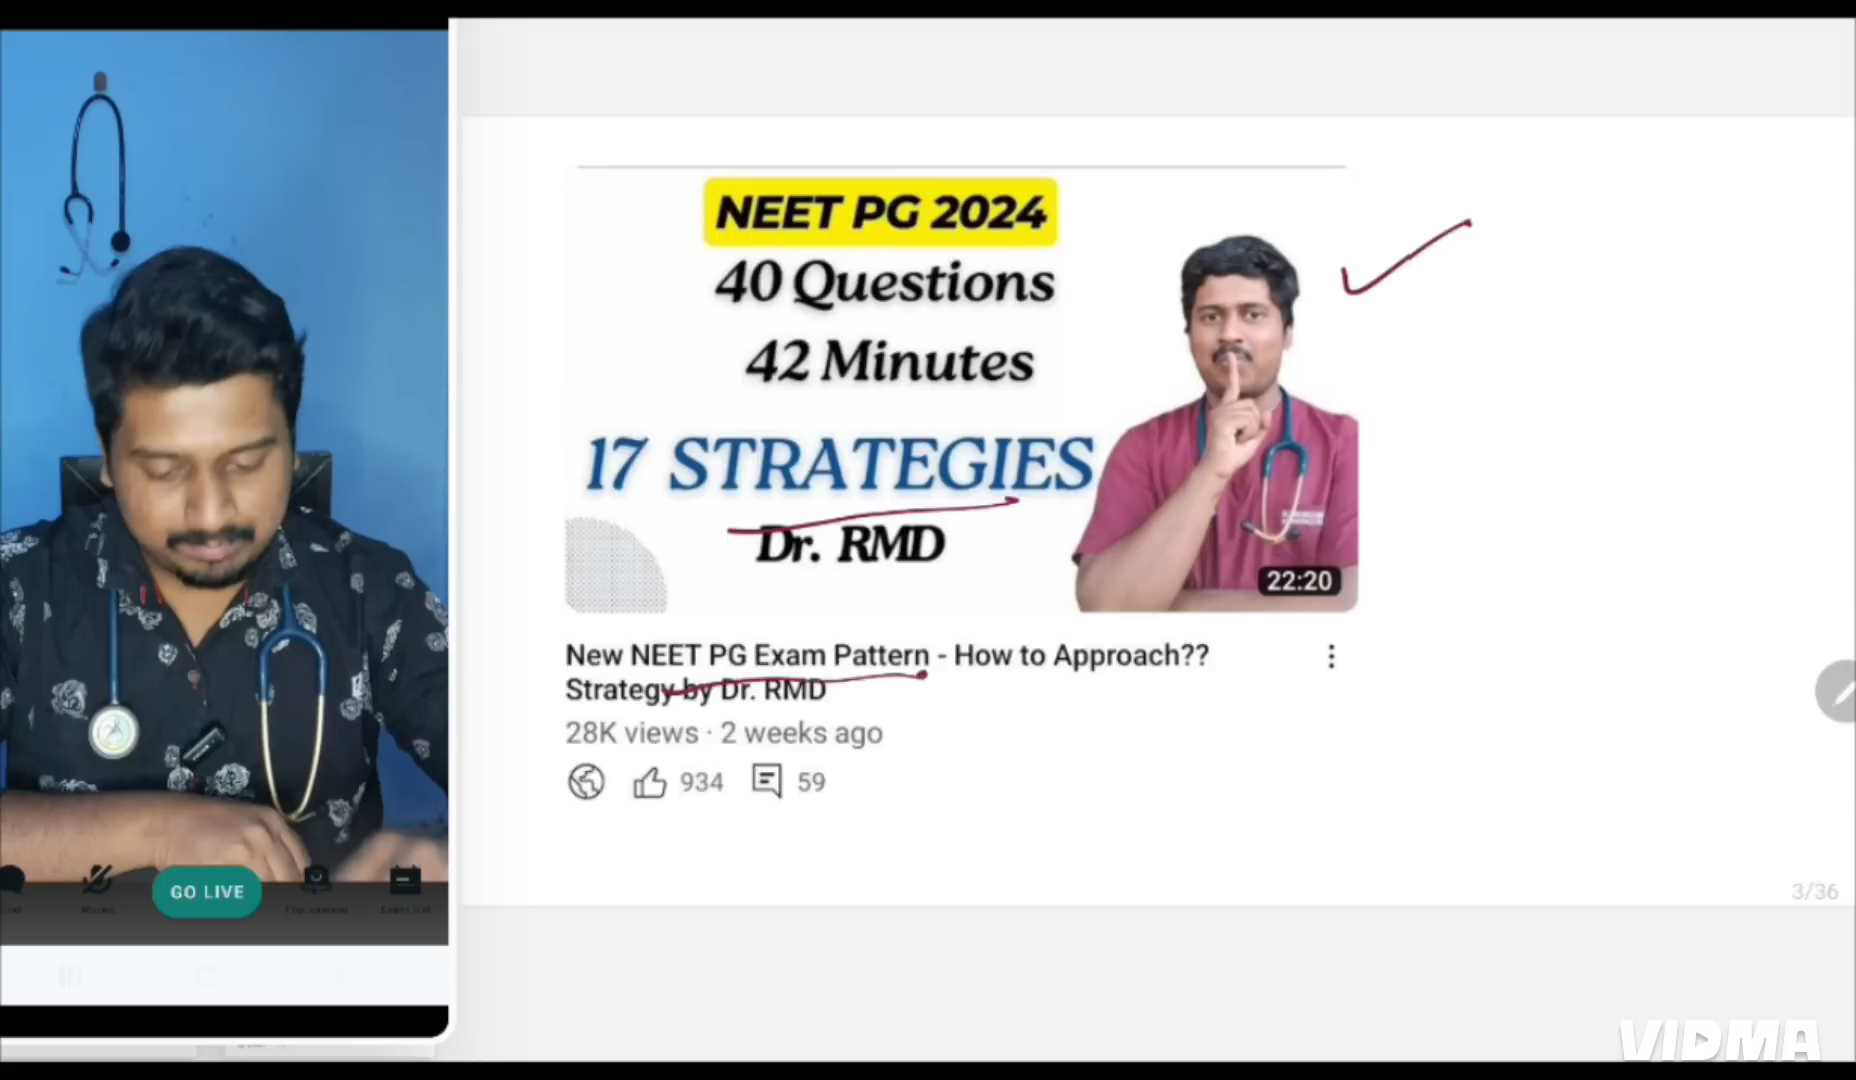 NEET PG 2024
40 Questions
42 Minutes
17 STRATEGIES
Dr. RMD
22:20
New NEET PG Exam Pattern - How to Approach??
Strategy by Dr. RMD
28K views · 2 weeks ago
934 59
GO LIVE
3/36
VIDMA